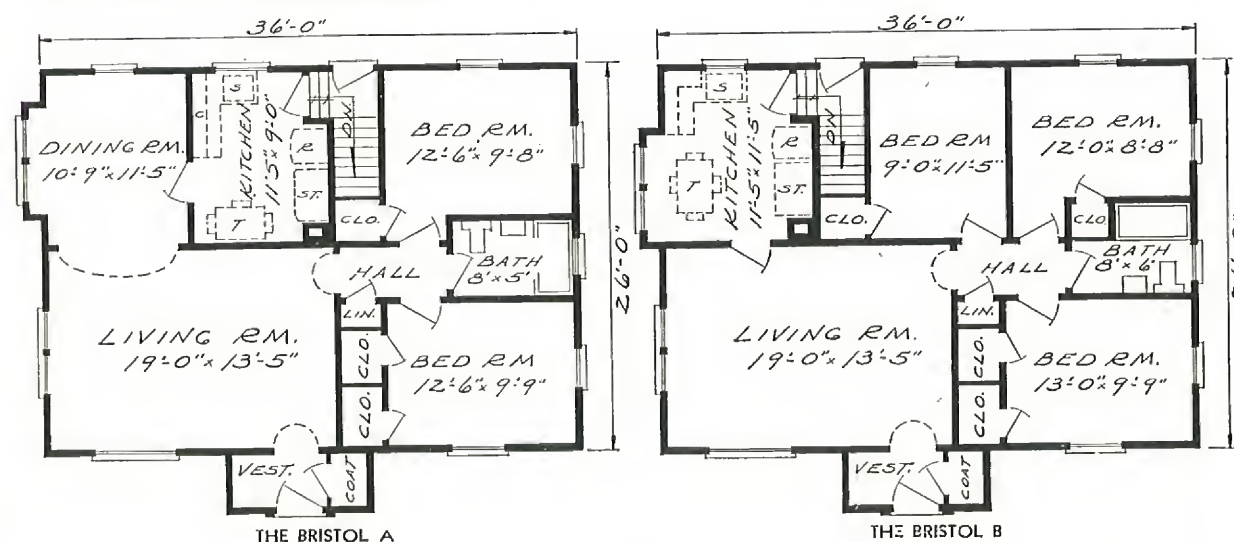 36'-0"
DINING RM.
10'-9"x11'-5"
C
S
KITCHEN
11'-5"x9'-0"
T
R
ST.
DN.
CLO.
BED RM.
12'-6"x9'-8"
26'-0"
BATH
8'x5'
HALL
LIN.
LIVING RM.
19'-0"x13'-5"
CLO.
CLO.
BED RM
12'-6"x9'-9"
VEST.
COAT
THE BRISTOL A
36'-0"
S
KITCHEN
11'-5"x11'-5"
T
R
ST.
DN
CLO.
BED RM
9'-0"x11'-5"
BED RM.
12'-0"x8'-8"
CLO
BATH
8'x6'
HALL
LIN.
LIVING RM.
19'-0"x13'-5"
CLO.
CLO.
BED RM.
13'-0"x9'-9"
VEST.
COAT
THE BRISTOL B